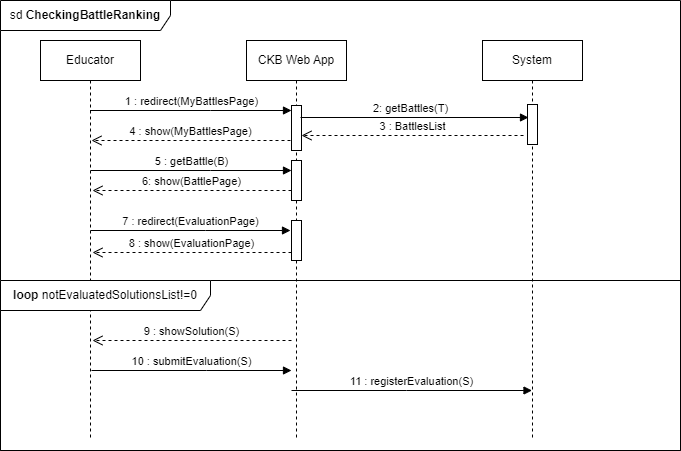 sd CheckingBattleRanking
Educator
CKB Web App
System
1 : redirect(MyBattlesPage)
2: getBattles(T)
3 : BattlesList
4 : show(MyBattlesPage)
5 : getBattle(B)
6: show(BattlePage)
7 : redirect(EvaluationPage)
8 : show(EvaluationPage)
loop notEvaluatedSolutionsList!=0
9 : showSolution(S)
10 : submitEvaluation(S)
11 : registerEvaluation(S)